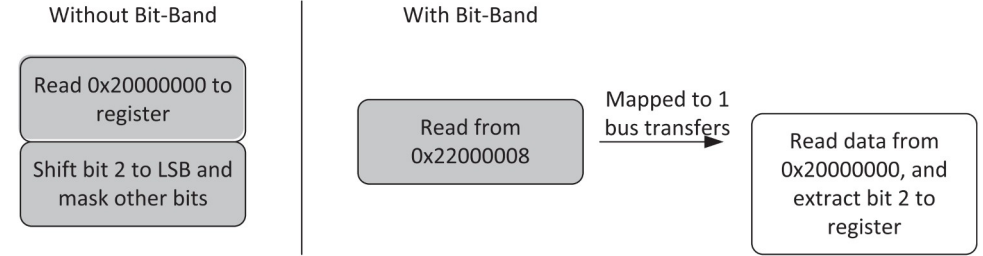 Without Bit-Band
Read 0x20000000 to
register
Shift bit 2 to LSB and
mask other bits
With Bit-Band
Read from
0x22000008
Mapped to 1
bus transfers
Read data from
0x20000000, and
extract bit 2 to
register